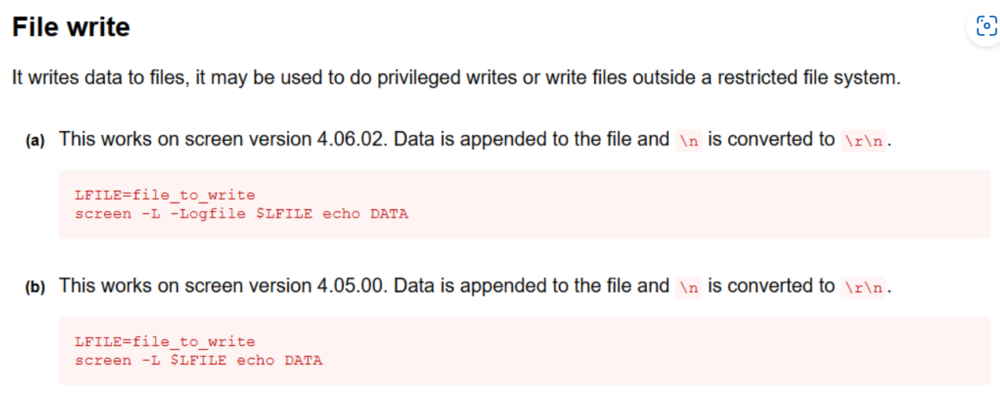 File write
It writes data to files, it may be used to do privileged writes or write files outside a restricted file system.
(a) This works on screen version 4.06.02. Data is appended to the file and \n is converted to \r\n.
LFILE=file_to_write
screen -L -Logfile $LFILE echo DATA
(b) This works on screen version 4.05.00. Data is appended to the file and \n is converted to \r\n.
LFILE=file_to_write
screen -L $LFILE echo DATA